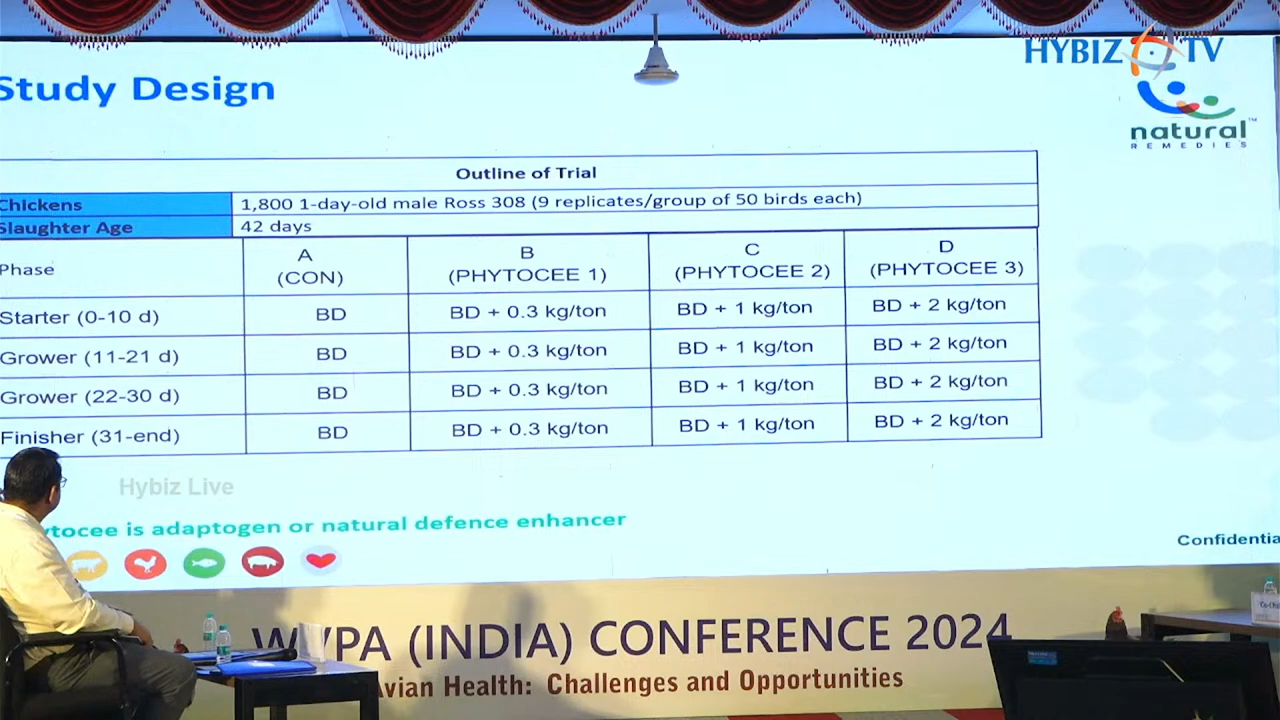 HYBIZ TV
Study Design
natural
REMEDIES
Outline of Trial
Chickens 1,800 1-day-old male Ross 308 (9 replicates/group of 50 birds each)
Slaughter Age 42 days
Phase A (CON) B (PHYTOCEE 1) C (PHYTOCEE 2) D (PHYTOCEE 3)
Starter (0-10 d) BD BD + 0.3 kg/ton BD + 1 kg/ton BD + 2 kg/ton
Grower (11-21 d) BD BD + 0.3 kg/ton BD + 1 kg/ton BD + 2 kg/ton
Grower (22-30 d) BD BD + 0.3 kg/ton BD + 1 kg/ton BD + 2 kg/ton
Finisher (31-end) BD BD + 0.3 kg/ton BD + 1 kg/ton BD + 2 kg/ton
Hybiz Live
ytocee is adaptogen or natural defence enhancer
Confidentia
WVPA (INDIA) CONFERENCE 2024
Avian Health: Challenges and Opportunities